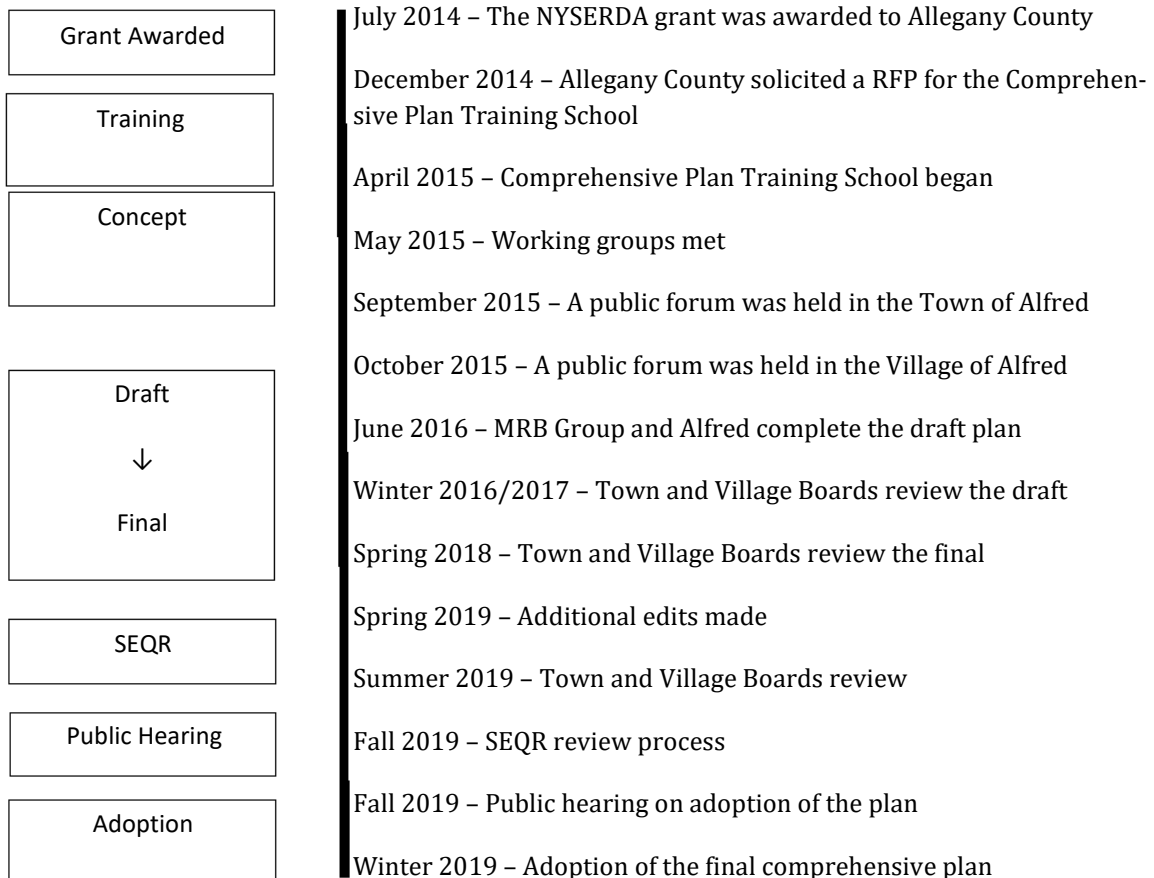 Grant Awarded
Training
Concept
Draft
↓
Final
SEQR
Public Hearing
Adoption
July 2014 – The NYSERDA grant was awarded to Allegany County
December 2014 – Allegany County solicited a RFP for the Comprehen-
sive Plan Training School
April 2015 – Comprehensive Plan Training School began
May 2015 – Working groups met
September 2015 – A public forum was held in the Town of Alfred
October 2015 – A public forum was held in the Village of Alfred
June 2016 – MRB Group and Alfred complete the draft plan
Winter 2016/2017 – Town and Village Boards review the draft
Spring 2018 – Town and Village Boards review the final
Spring 2019 – Additional edits made
Summer 2019 – Town and Village Boards review
Fall 2019 – SEQR review process
Fall 2019 – Public hearing on adoption of the plan
Winter 2019 – Adoption of the final comprehensive plan